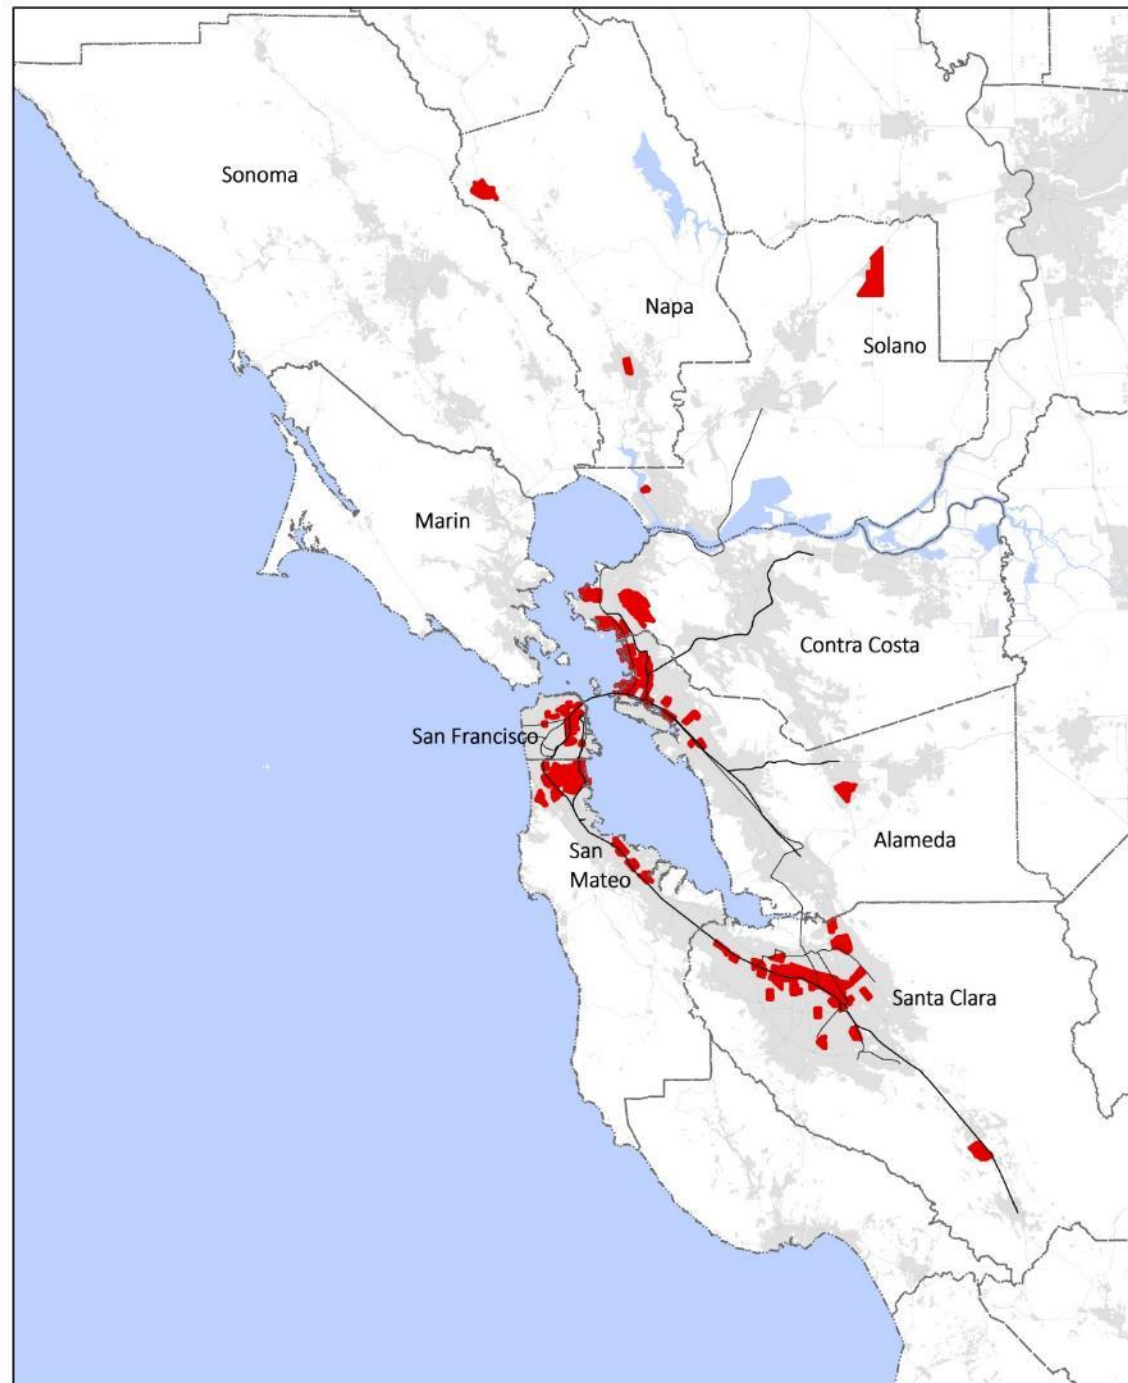 Sonoma
Napa
Solano
Marin
Contra Costa
San Francisco
Alameda
San
Mateo
Santa Clara